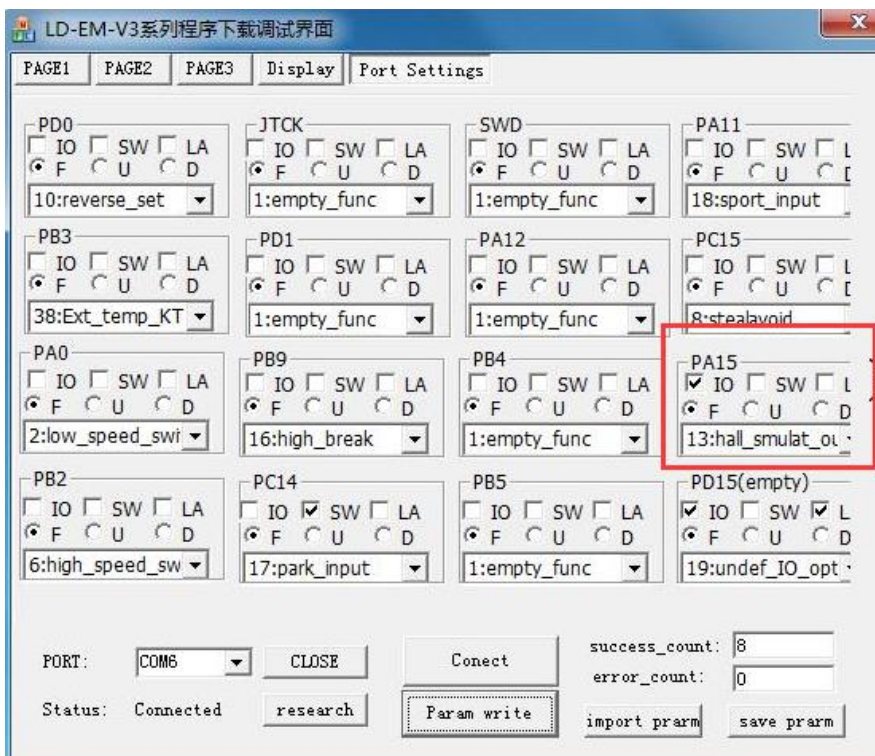 LD-EM-V3系列程序下载调试界面
PAGE1 PAGE2 PAGE3 Display Port Settings
PD0 JTCK SWD PA11
IO SW LA IO SW LA IO SW LA IO SW L
F U D F U D F U D F U D
10:reverse_set 1:empty_func 1:empty_func 18:sport_input
PB3 PD1 PA12 PC15
IO SW LA IO SW LA IO SW LA IO SW L
F U D F U D F U D F U D
38:Ext_temp_KT 1:empty_func 1:empty_func 8:stealavoid
PA0 PB9 PB4 PA15
IO SW LA IO SW LA IO SW LA IO SW L
F U D F U D F U D F U D
2:low_speed_swi 16:high_break 1:empty_func 13:hall_smulat_ou
PB2 PC14 PB5 PD15(empty)
IO SW LA IO SW LA IO SW LA IO SW L
F U D F U D F U D F U D
6:high_speed_sw 17:park_input 1:empty_func 19:undef_IO_opt
PORT: COM6 CLOSE Conect success_count: 8
error_count: 0
Status: Connected research Param write import prarm save prarm